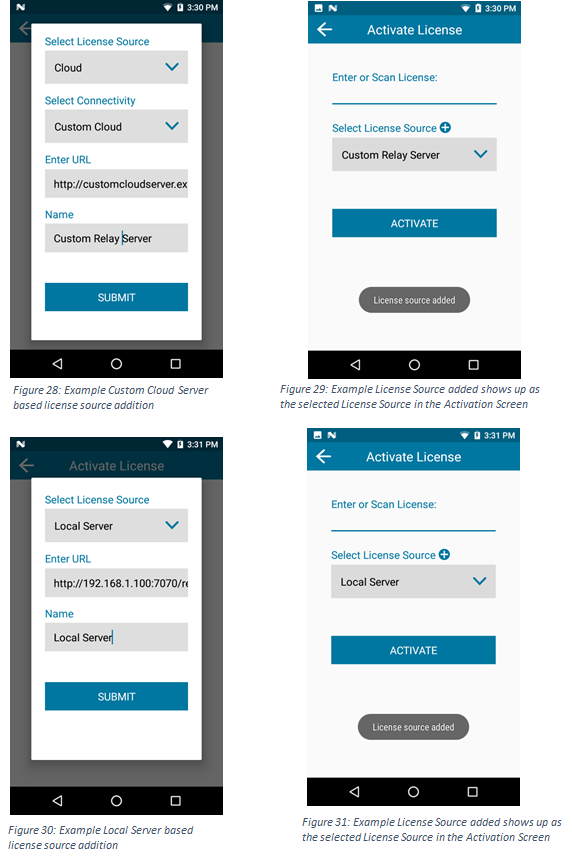 3:30 PM
Select License Source
Cloud
Select Connectivity
Custom Cloud
Enter URL
http://customcloudserver.ex
Name
Custom Relay Server
SUBMIT
Figure 28: Example Custom Cloud Server
based license source addition
3:30 PM
Activate License
Enter or Scan License:
Select License Source
Custom Relay Server
ACTIVATE
License source added
Figure 29: Example License Source added shows up as
the selected License Source in the Activation Screen
3:31 PM
Activate License
Select License Source
Local Server
Enter URL
http://192.168.1.100:7070/re
Name
Local Server
SUBMIT
Figure 30: Example Local Server based
license source addition
3:31 PM
Activate License
Enter or Scan License:
Select License Source
Local Server
ACTIVATE
License source added
Figure 31: Example License Source added shows up as
the selected License Source in the Activation Screen